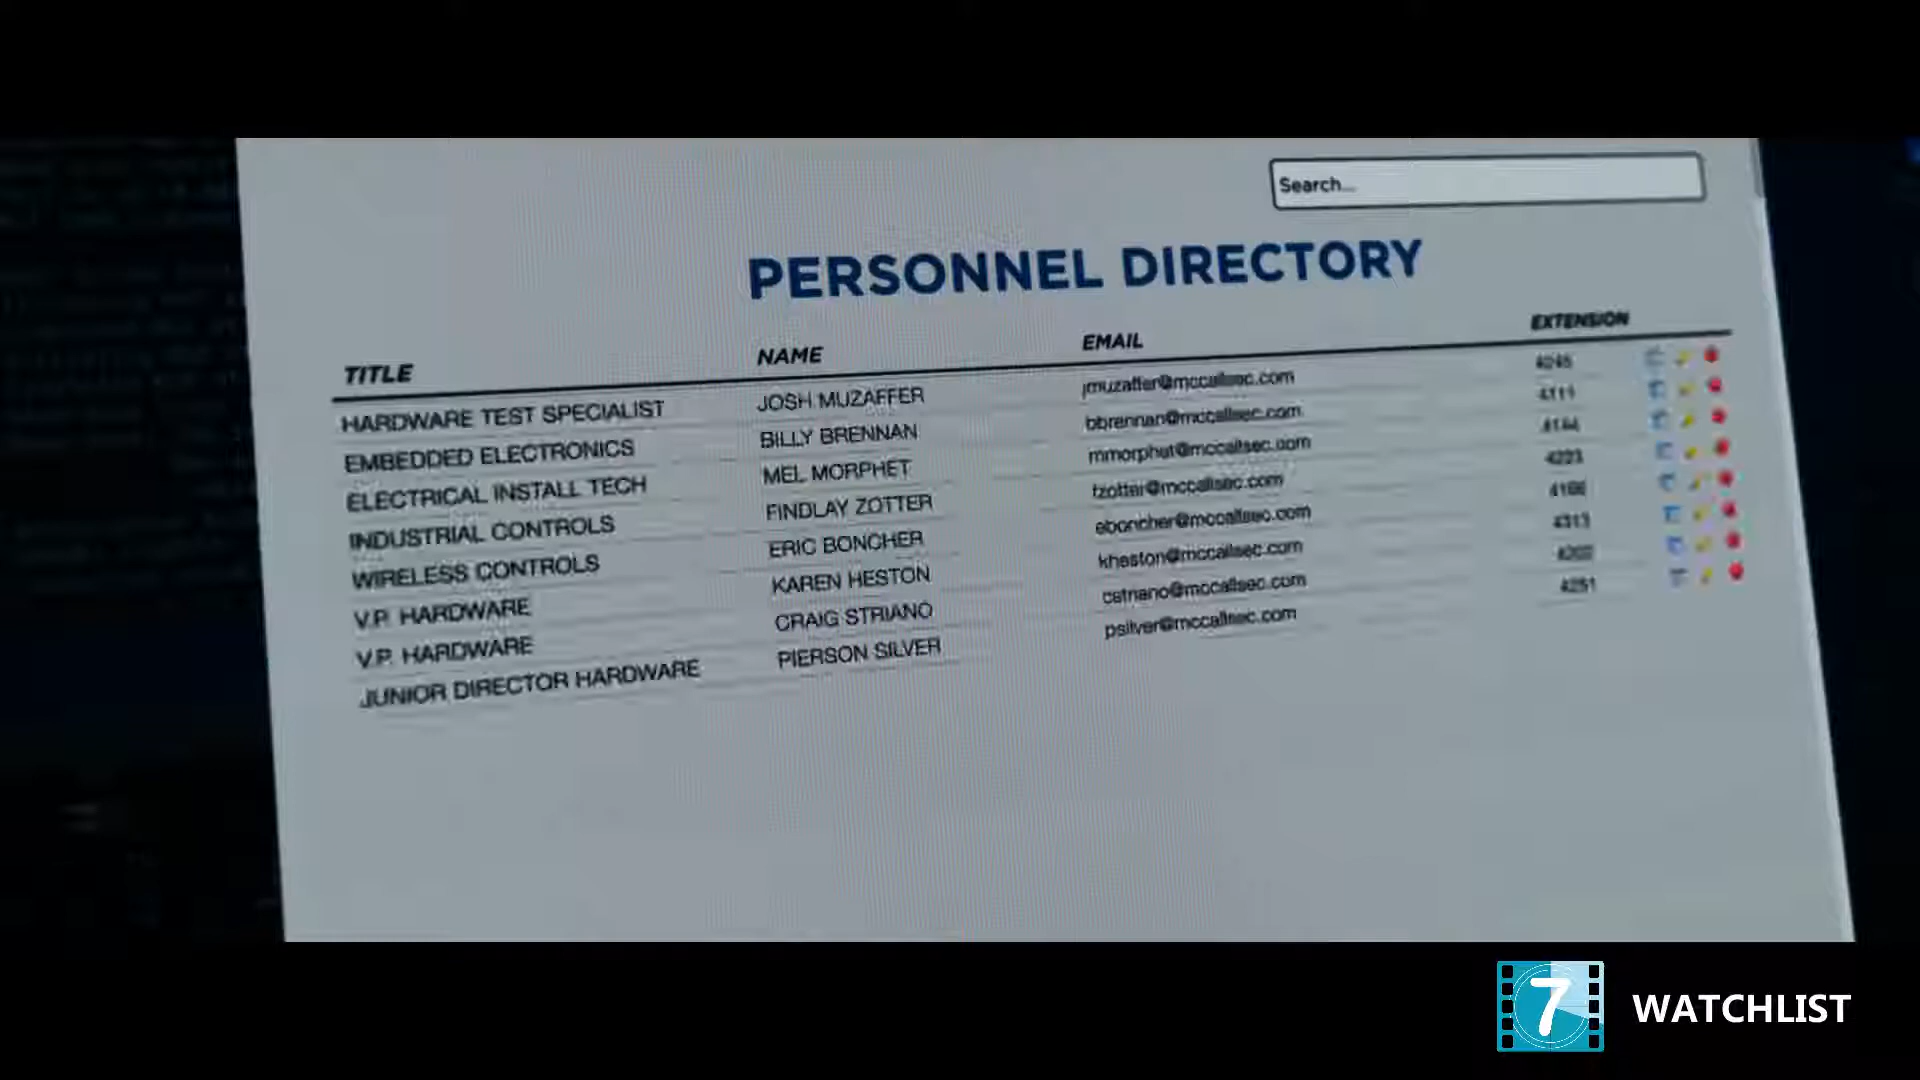 Search...
PERSONNEL DIRECTORY
TITLE NAME EMAIL EXTENSION
HARDWARE TEST SPECIALIST JOSH MUZAFFER jmuzaffer@mccallsec.com 4245
EMBEDDED ELECTRONICS BILLY BRENNAN bbrennan@mccallsec.com 4111
ELECTRICAL INSTALL TECH MEL MORPHET mmorphet@mccallsec.com 4144
INDUSTRIAL CONTROLS FINDLAY ZOTTER fzotter@mccallsec.com 4223
WIRELESS CONTROLS ERIC BONCHER eboncher@mccallsec.com
V.P. HARDWARE KAREN HESTON kheston@mccallsec.com 4313
V.P. HARDWARE CRAIG STRIANO cstriano@mccallsec.com
JUNIOR DIRECTOR HARDWARE PIERSON SILVER psilver@mccallsec.com 4251
7 WATCHLIST